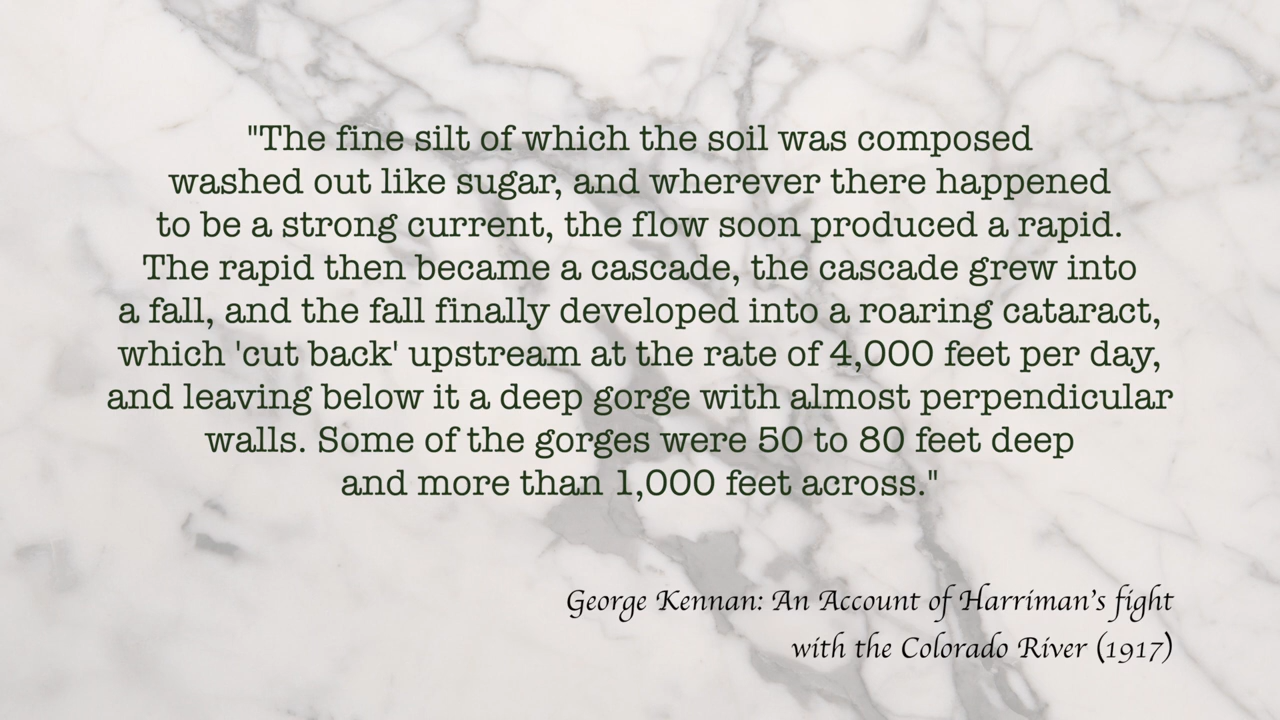 "The fine silt of which the soil was composed
washed out like sugar, and wherever there happened
to be a strong current, the flow soon produced a rapid.
The rapid then became a cascade, the cascade grew into
a fall, and the fall finally developed into a roaring cataract,
which 'cut back' upstream at the rate of 4,000 feet per day,
and leaving below it a deep gorge with almost perpendicular
walls. Some of the gorges were 50 to 80 feet deep
and more than 1,000 feet across."
George Kennan: An Account of Harriman's fight
with the Colorado River (1917)